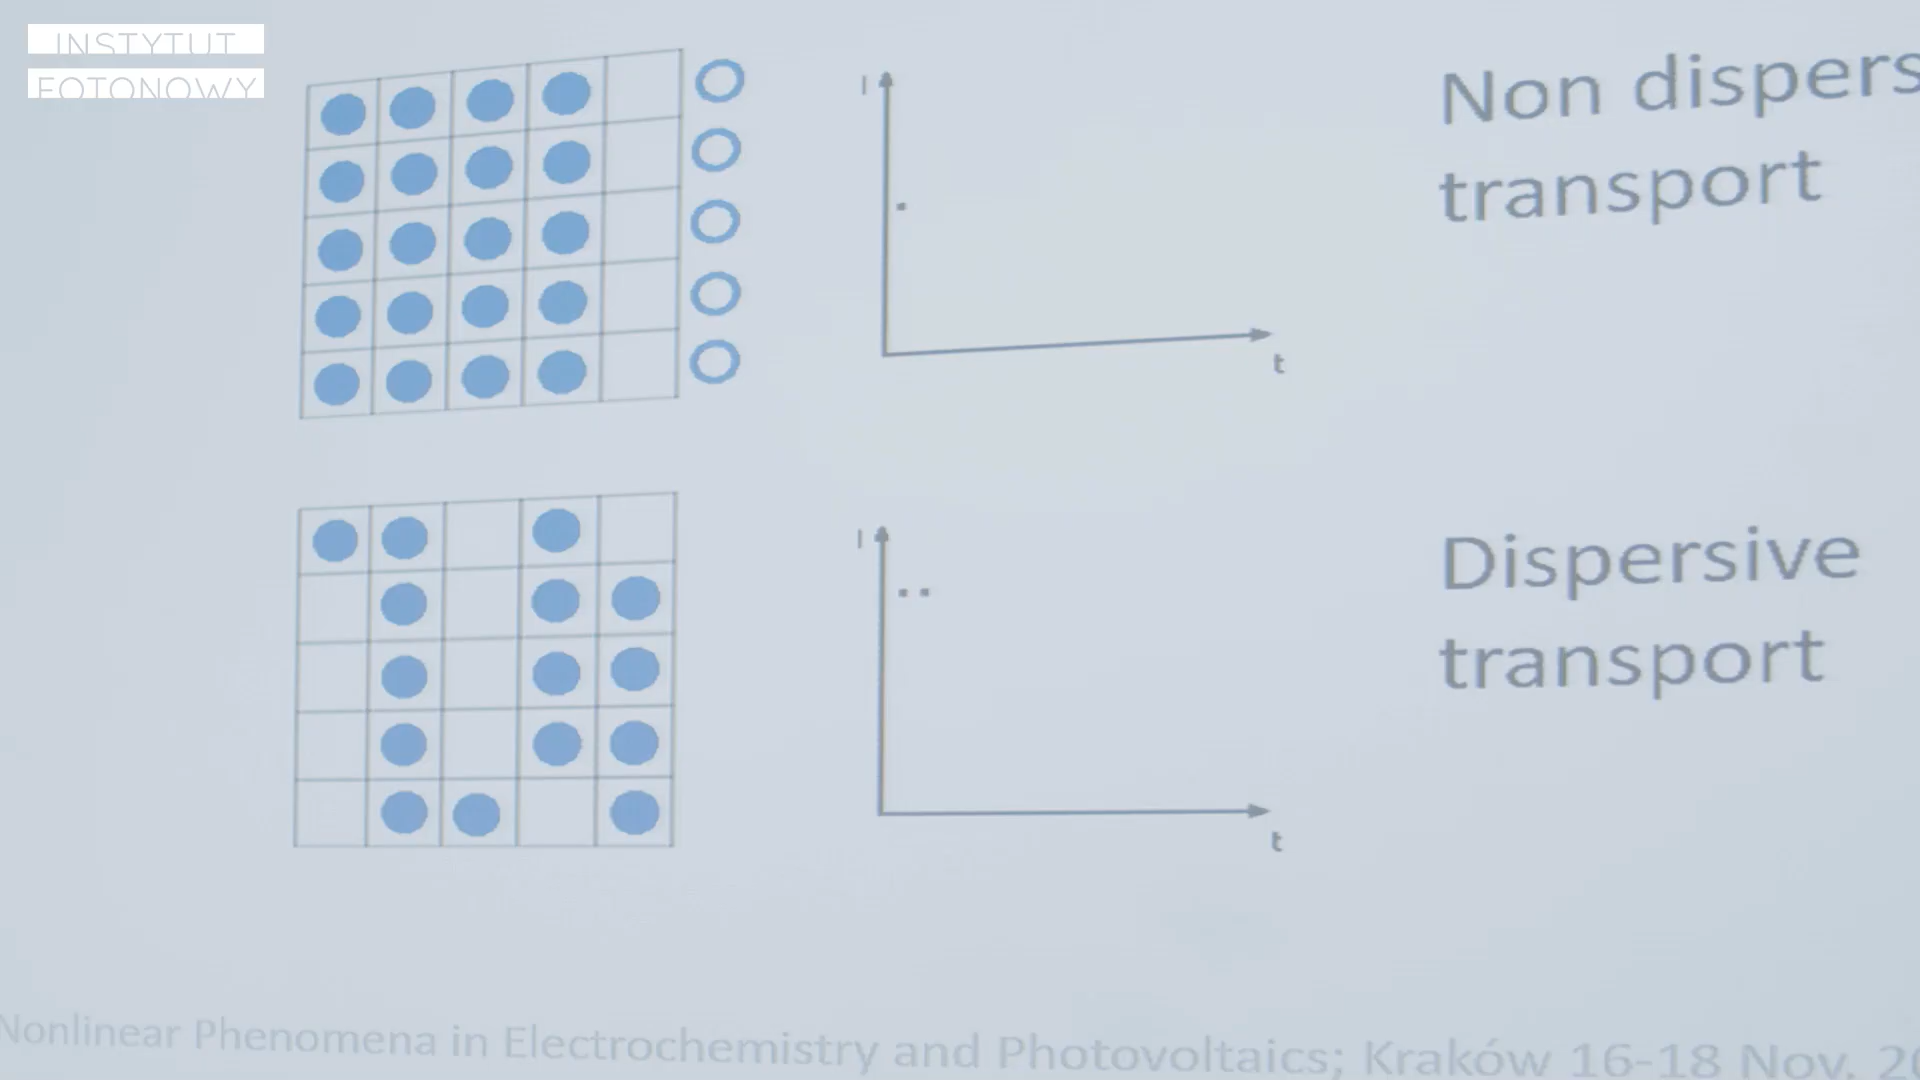 INSTYTUT
FOTONOWY
I
Non dispers
transport
t
I
Dispersive
transport
t
Nonlinear Phenomena in Electrochemistry and Photovoltaics; Kraków 16-18 Nov. 20